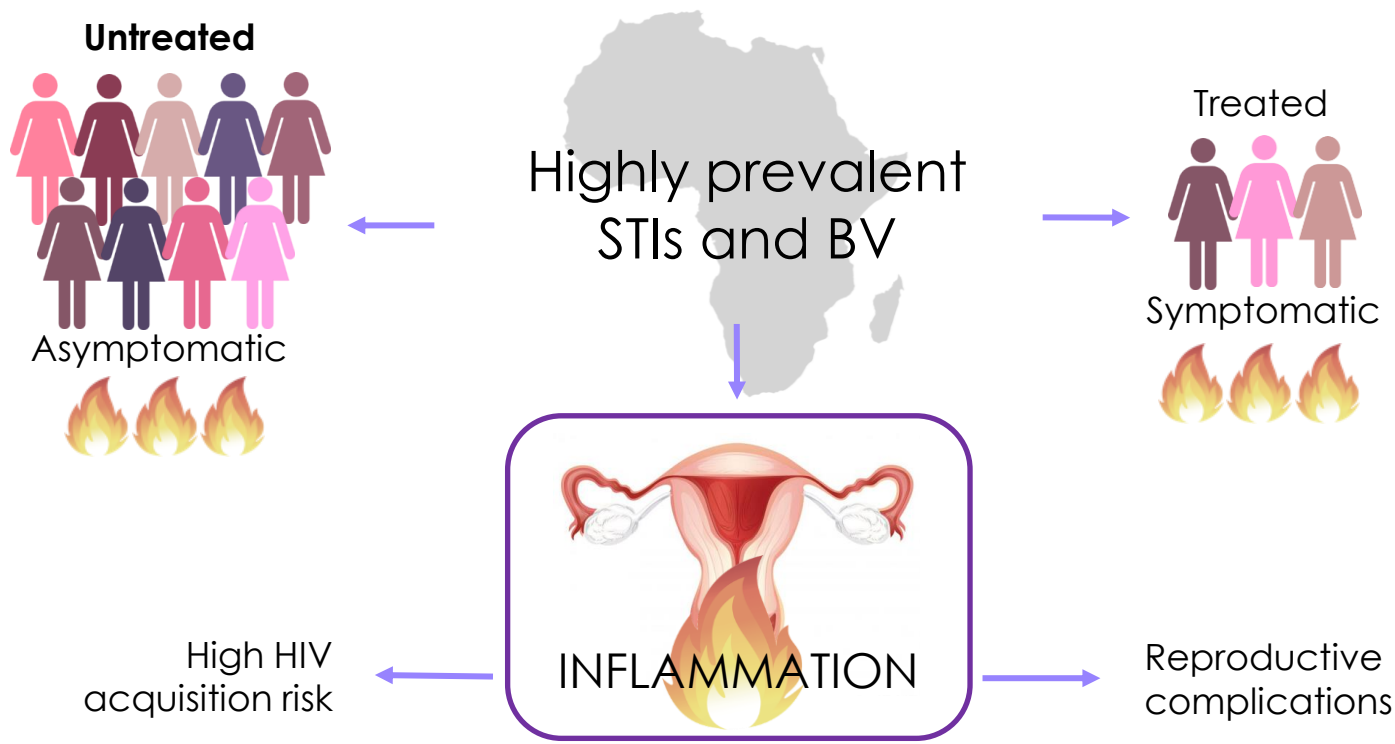 Untreated
Asymptomatic
Highly prevalent
STIs and BV
Treated
Symptomatic
INFLAMMATION
High HIV
acquisition risk
Reproductive
complications